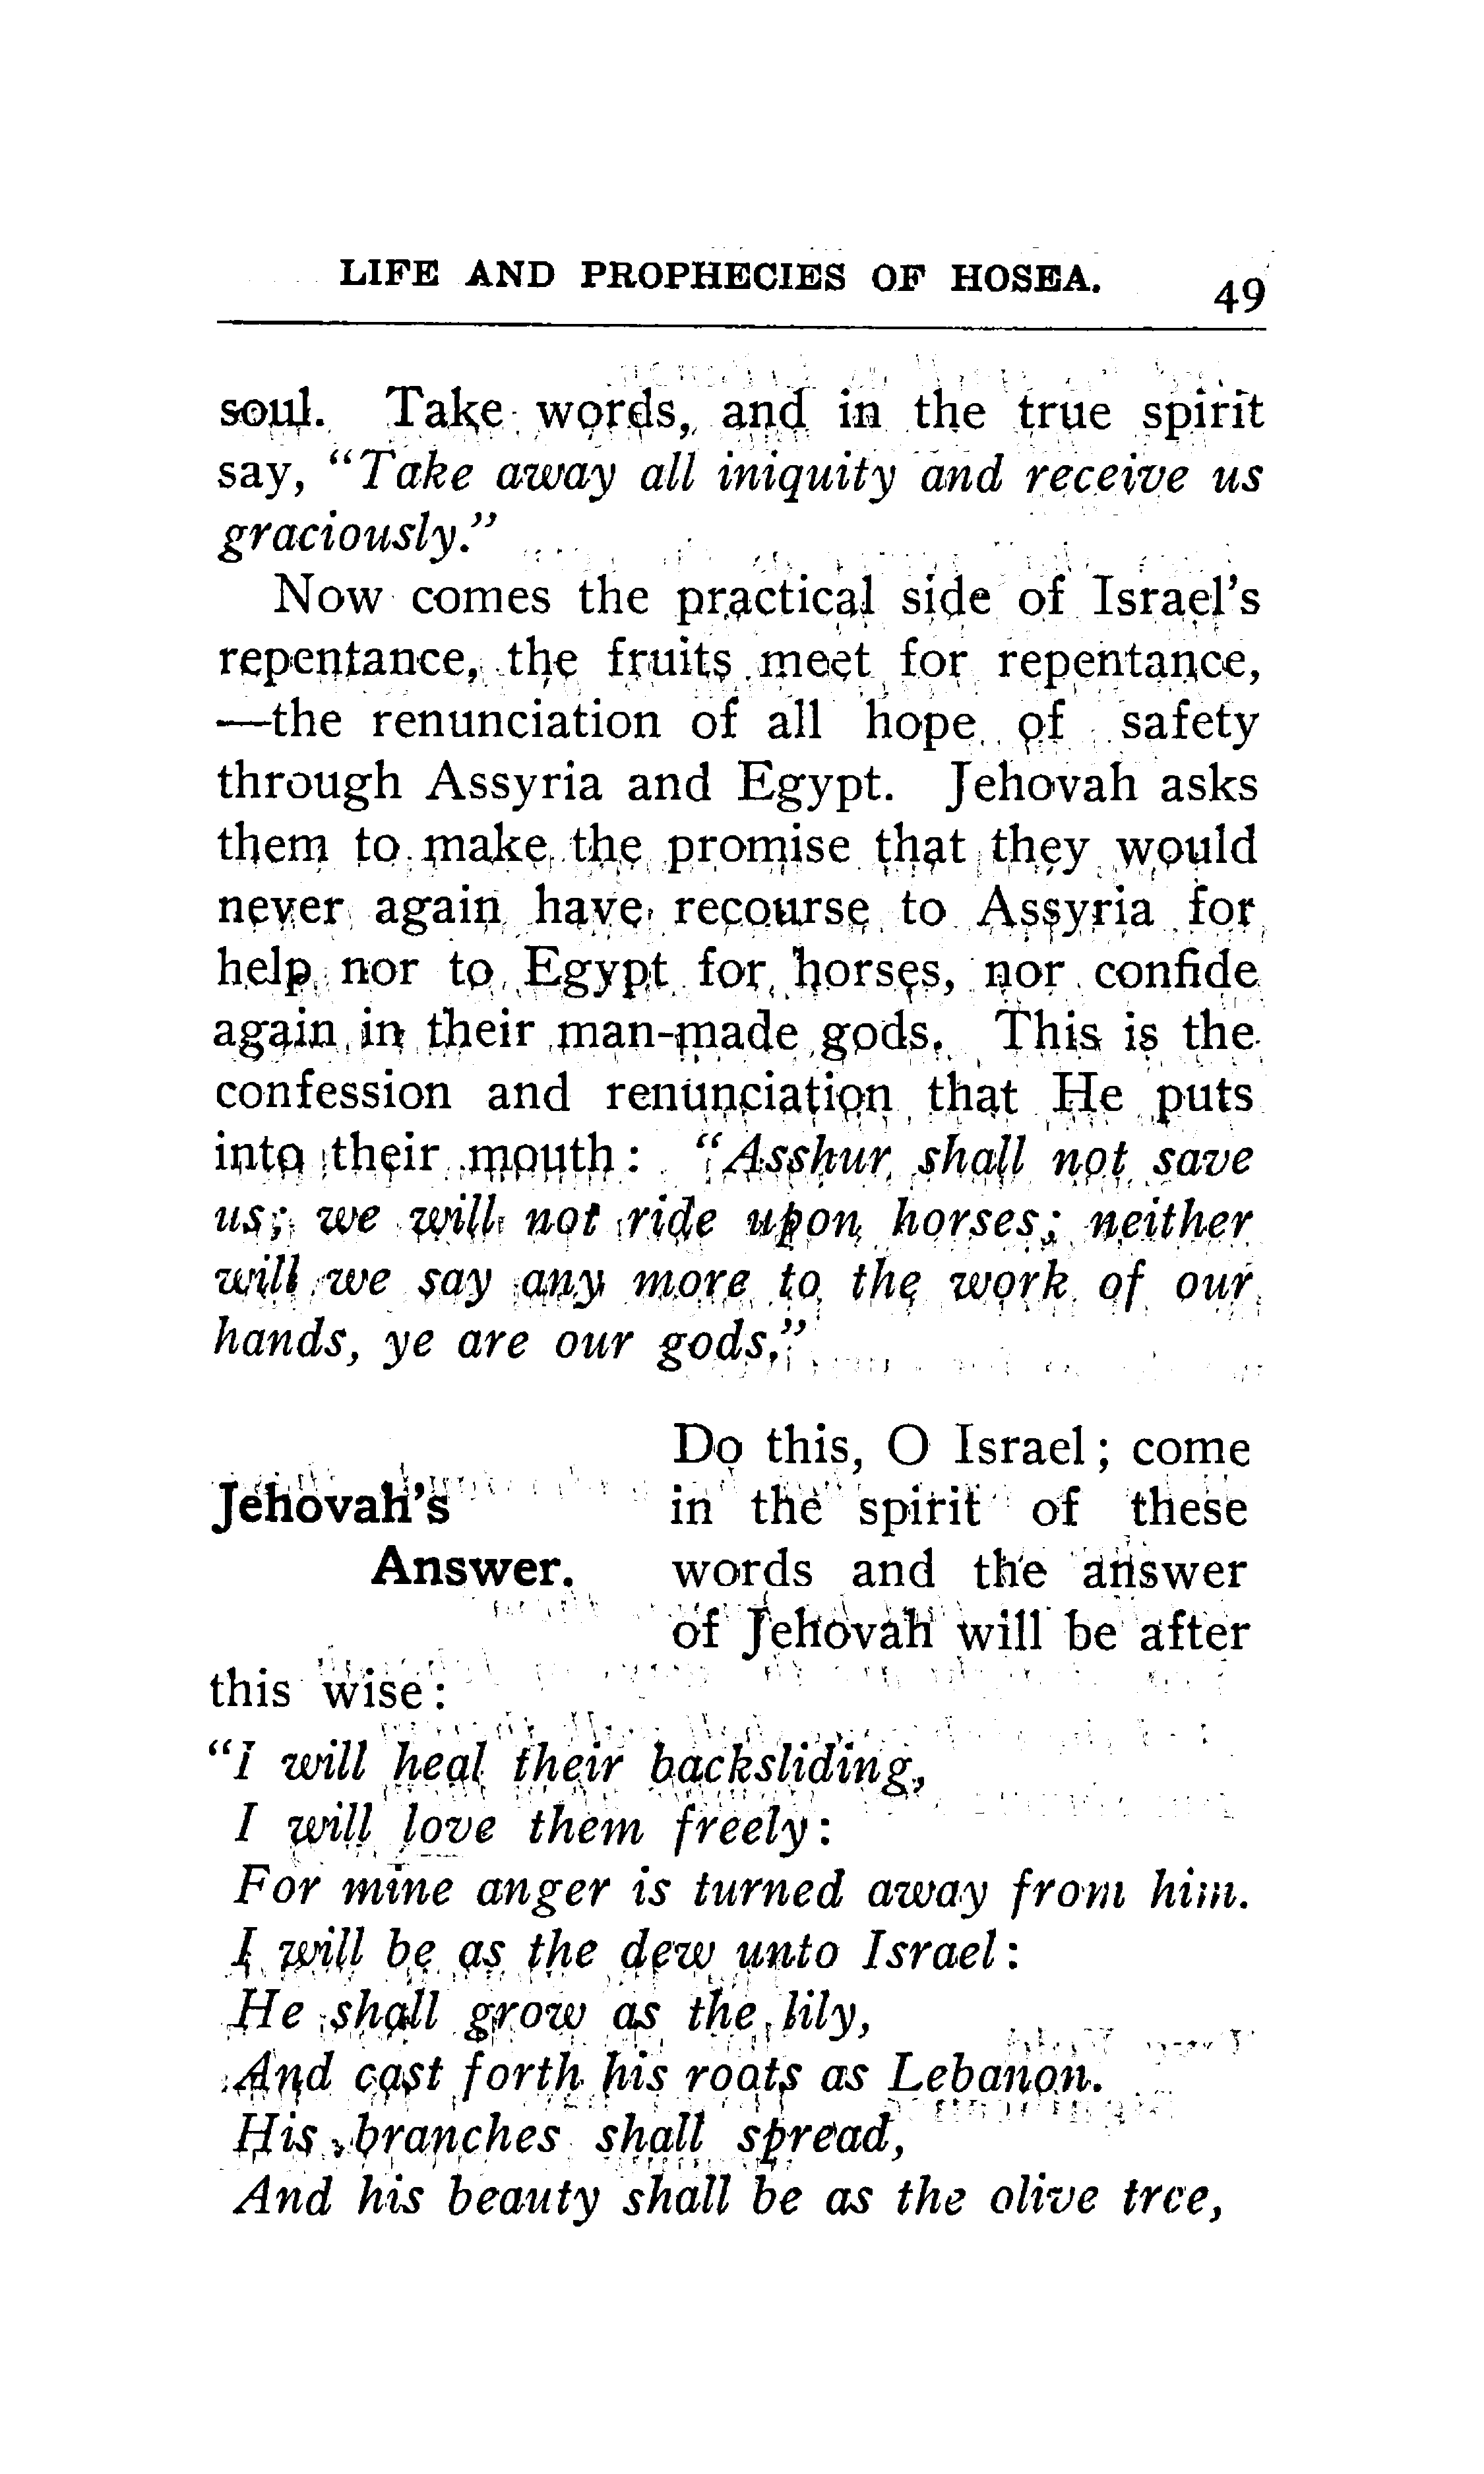 LIFE AND PROPHECIES OF HOSEA. 49
soul. Take words, and in the true spirit
say, "Take away all iniquity and receive us
graciously."
Now comes the practical side of Israel's
repentance, the fruits meet for repentance,
—the renunciation of all hope of safety
through Assyria and Egypt. Jehovah asks
them to make the promise that they would
never again have recourse to Assyria for
help nor to Egypt for horses, nor confide
again in their man-made gods. This is the
confession and renunciation that He puts
into their mouth: "Asshur shall not save
us; we will not ride upon horses; neither
will we say any more to the work of our
hands, ye are our gods."
Jehovah's
Answer.
Do this, O Israel; come
in the spirit of these
words and the answer
of Jehovah will be after
this wise:
"I will heal their backsliding,
I will love them freely:
For mine anger is turned away from him.
I will be as the dew unto Israel:
He shall grow as the lily,
And cast forth his roots as Lebanon.
His branches shall spread,
And his beauty shall be as the olive tree,